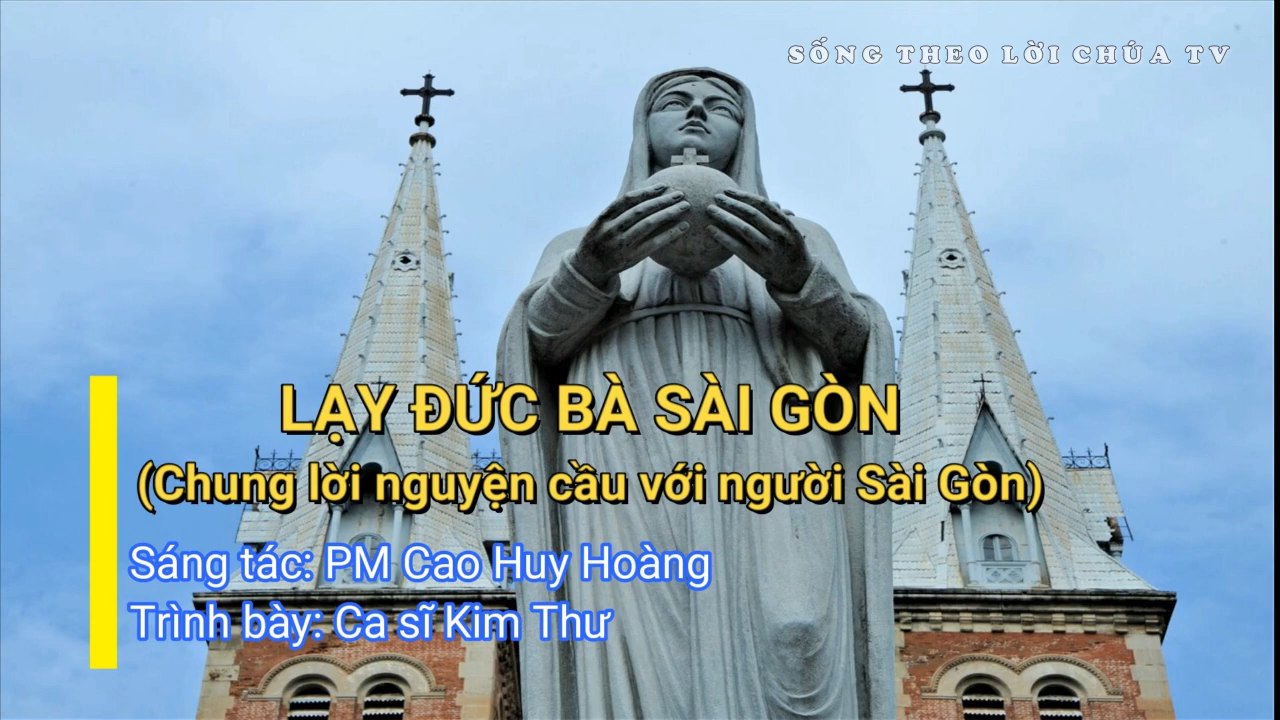 SỐNG THEO LỜI CHÚA TV
LẠY ĐỨC BÀ SÀI GÒN
(Chung lời nguyện cầu với người Sài Gòn)
Sáng tác: PM Cao Huy Hoàng
Trình bày: Ca sĩ Kim Thư